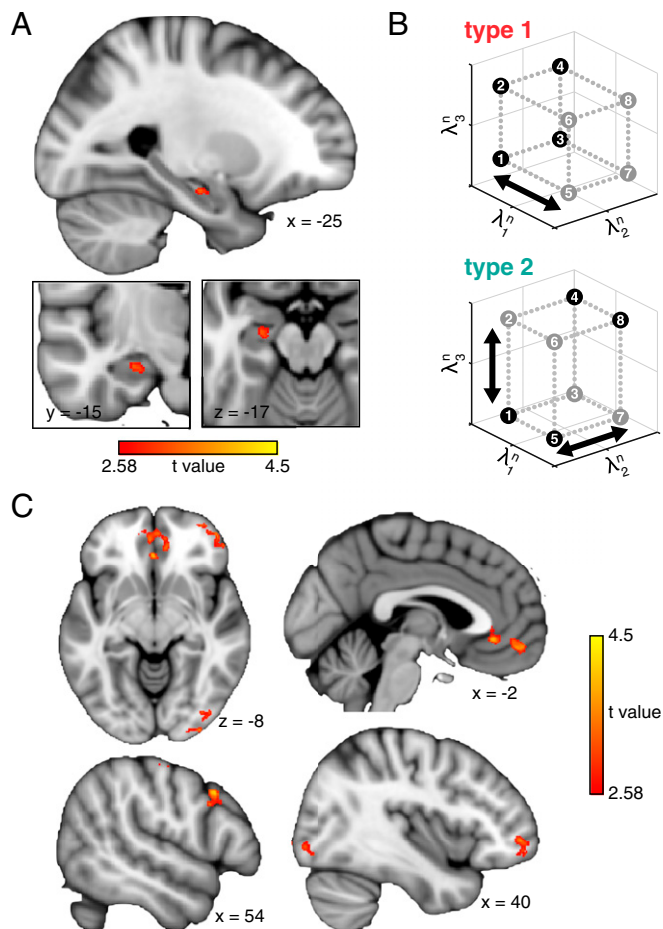 A
x = -25
y = -15
z = -17
2.58 t value 4.5
B
type 1
λ₃ⁿ
1
2
3
4
5
6
7
8
λ₁ⁿ
λ₂ⁿ
type 2
λ₃ⁿ
1
2
3
4
5
6
7
8
λ₁ⁿ
λ₂ⁿ
C
z = -8
x = -2
x = 54
x = 40
4.5
t value
2.58